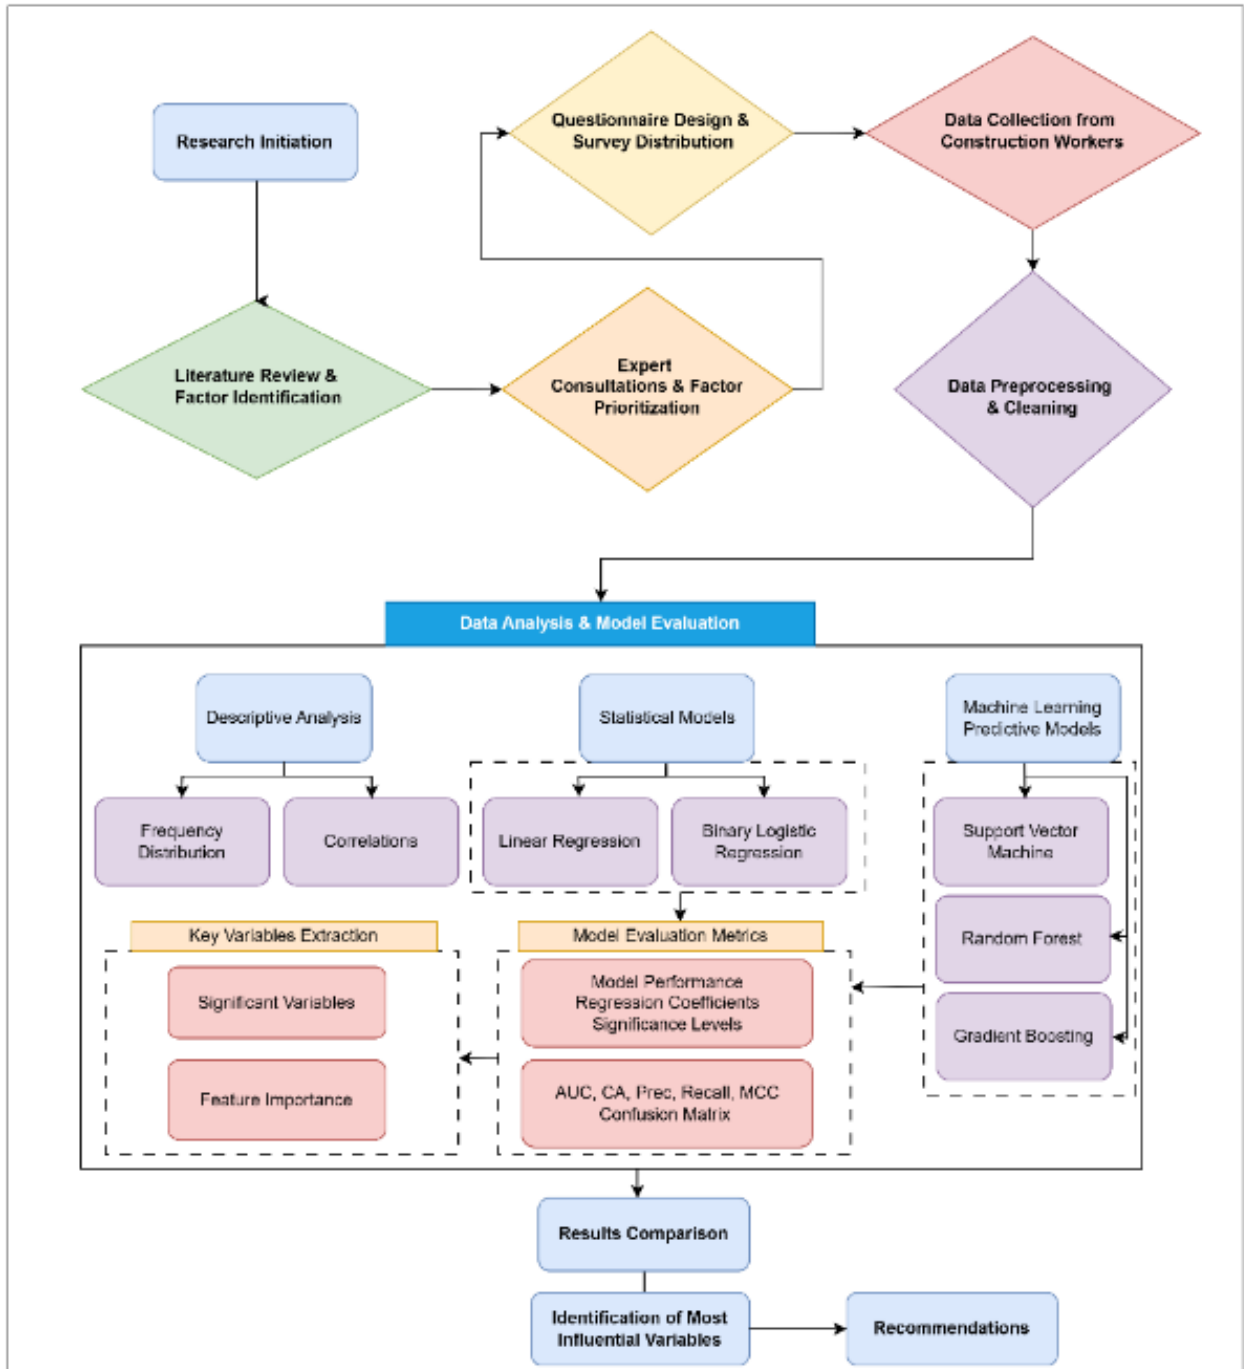 Research Initiation
Questionnaire Design &
Survey Distribution
Data Collection from
Construction Workers
Literature Review &
Factor Identification
Expert
Consultations & Factor
Prioritization
Data Preprocessing
& Cleaning
Data Analysis & Model Evaluation
Descriptive Analysis
Statistical Models
Machine Learning
Predictive Models
Frequency
Distribution
Correlations
Linear Regression
Binary Logistic
Regression
Support Vector
Machine
Random Forest
Gradient Boosting
Key Variables Extraction
Significant Variables
Feature Importance
Model Evaluation Metrics
Model Performance
Regression Coefficients
Significance Levels
AUC, CA, Prec, Recall, MCC
Confusion Matrix
Results Comparison
Identification of Most
Influential Variables
Recommendations